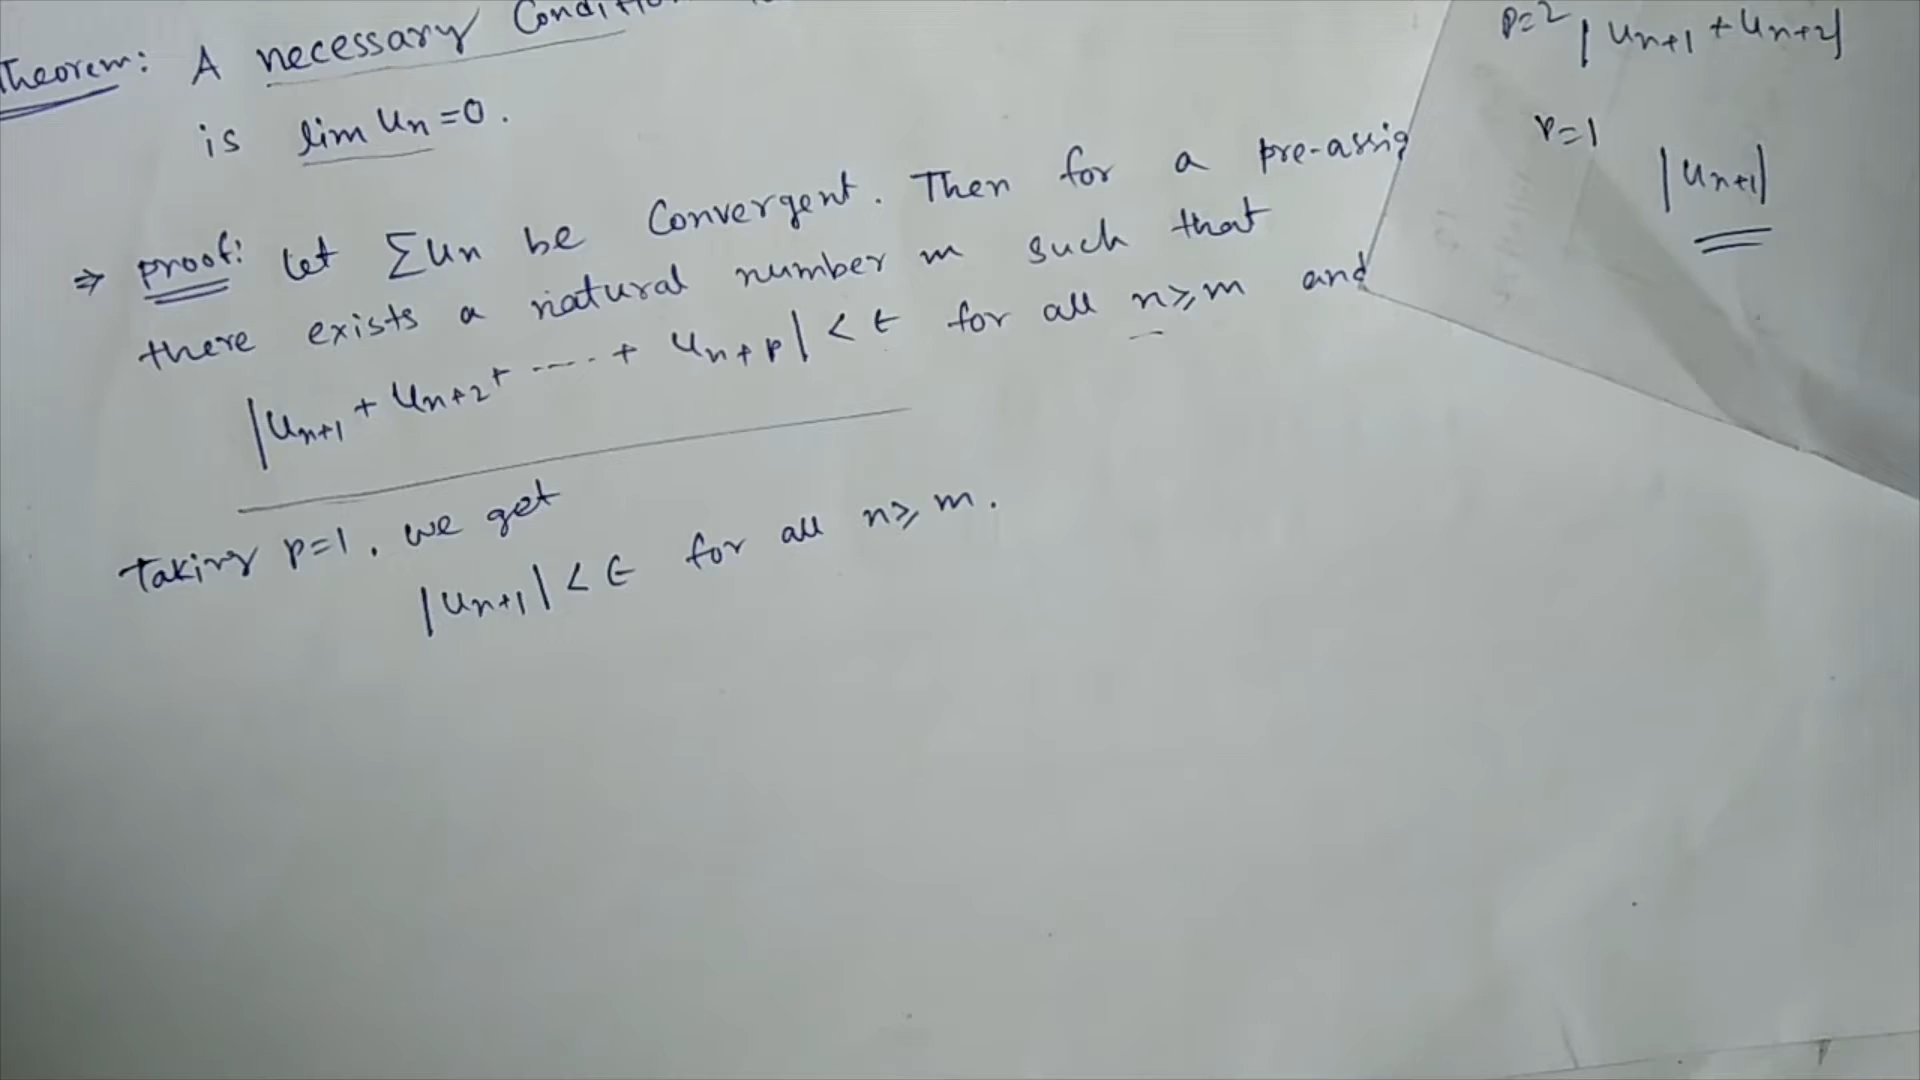 Theorem: A necessary
is lim Un = 0.
⇒ proof: let ΣUn be Convergent. Then for a pre-assig
there exists a natural number m such that
|Un+1 + Un+2 + ---- + Un+p| < ε for all n ≥ m and
Taking p=1, we get
|Un+1| < ε for all n ≥ m.
p=2 |Un+1 + Un+2|
p=1
|Un+1|